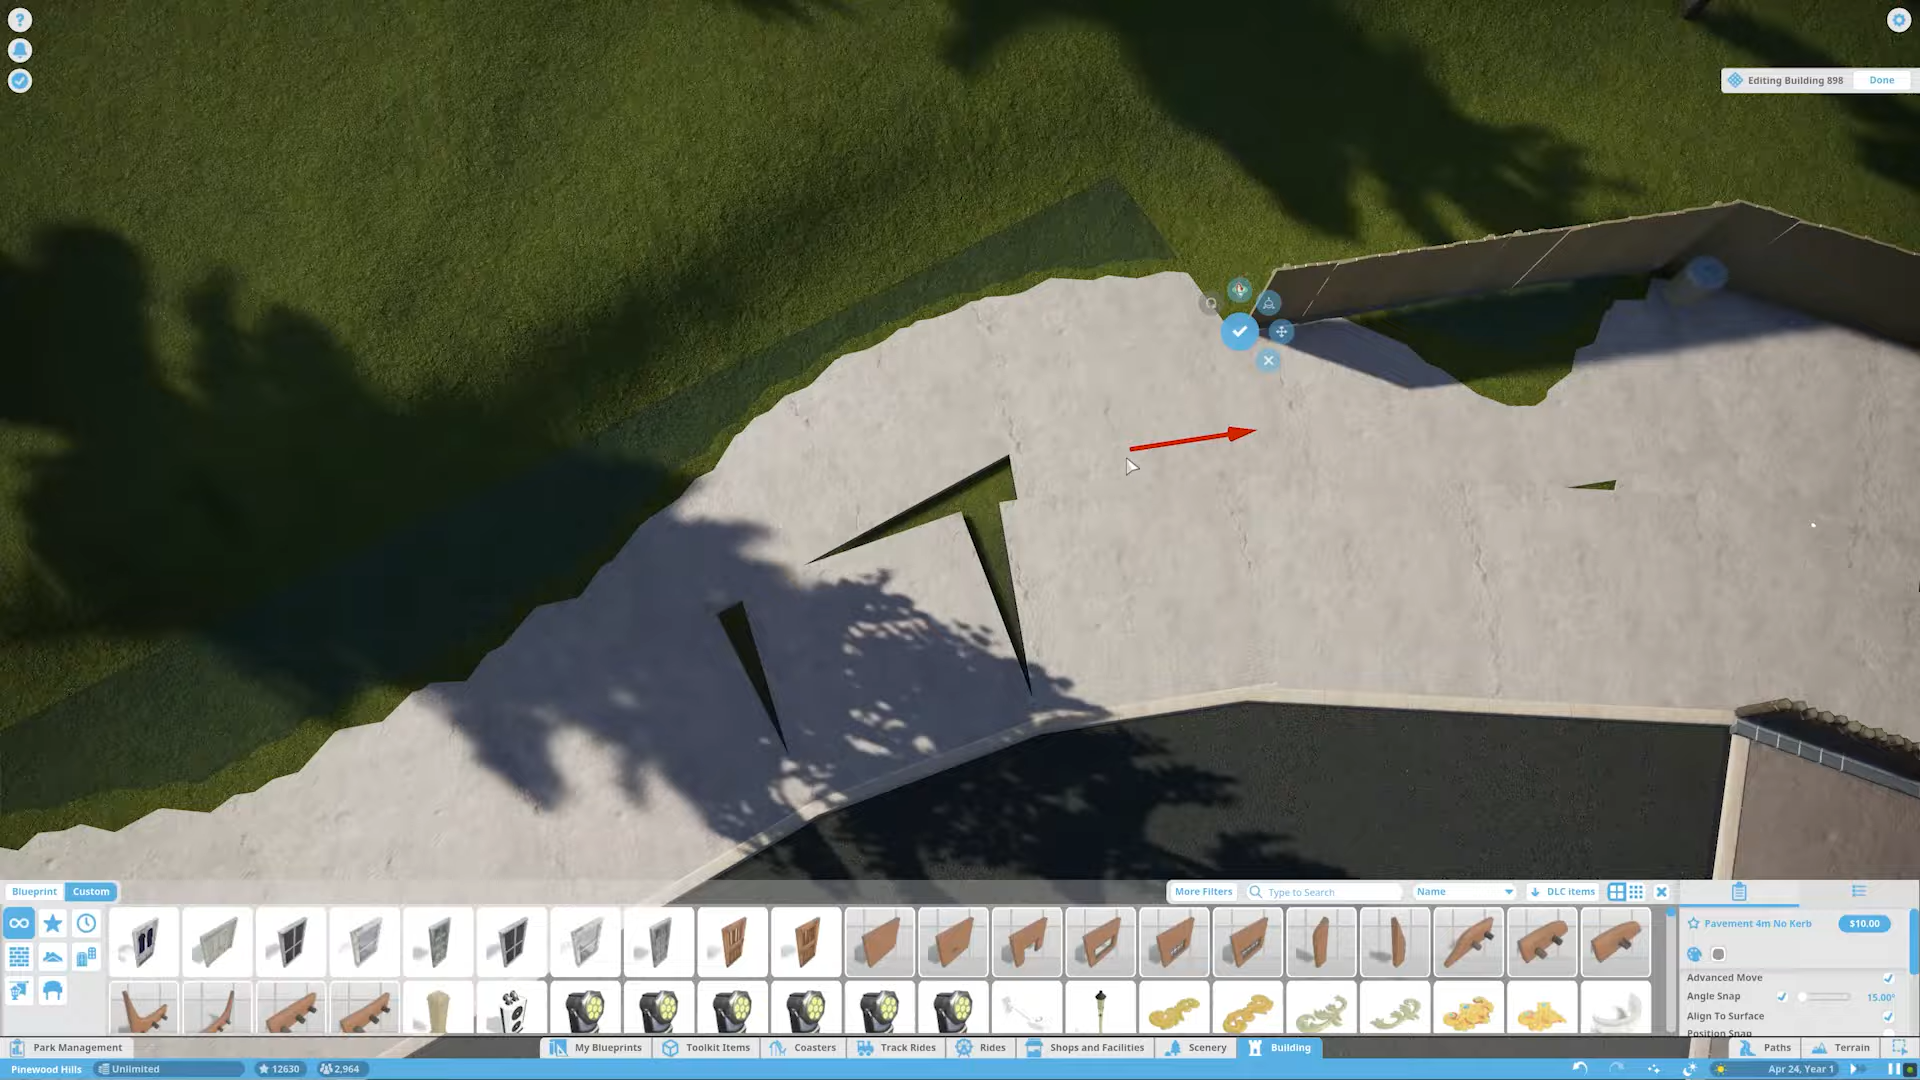 ?
Editing Building 898 Done
Blueprint Custom
More Filters Type to Search Name DLC items
Pavement 4m No Kerb $10.00
Advanced Move
Angle Snap 15.00°
Align To Surface
Position Snap
Park Management My Blueprints Toolkit Items Coasters Track Rides Rides Shops and Facilities Scenery Building Paths Terrain
Pinewood Hills Unlimited 12630 2,964 Apr 24, Year 1